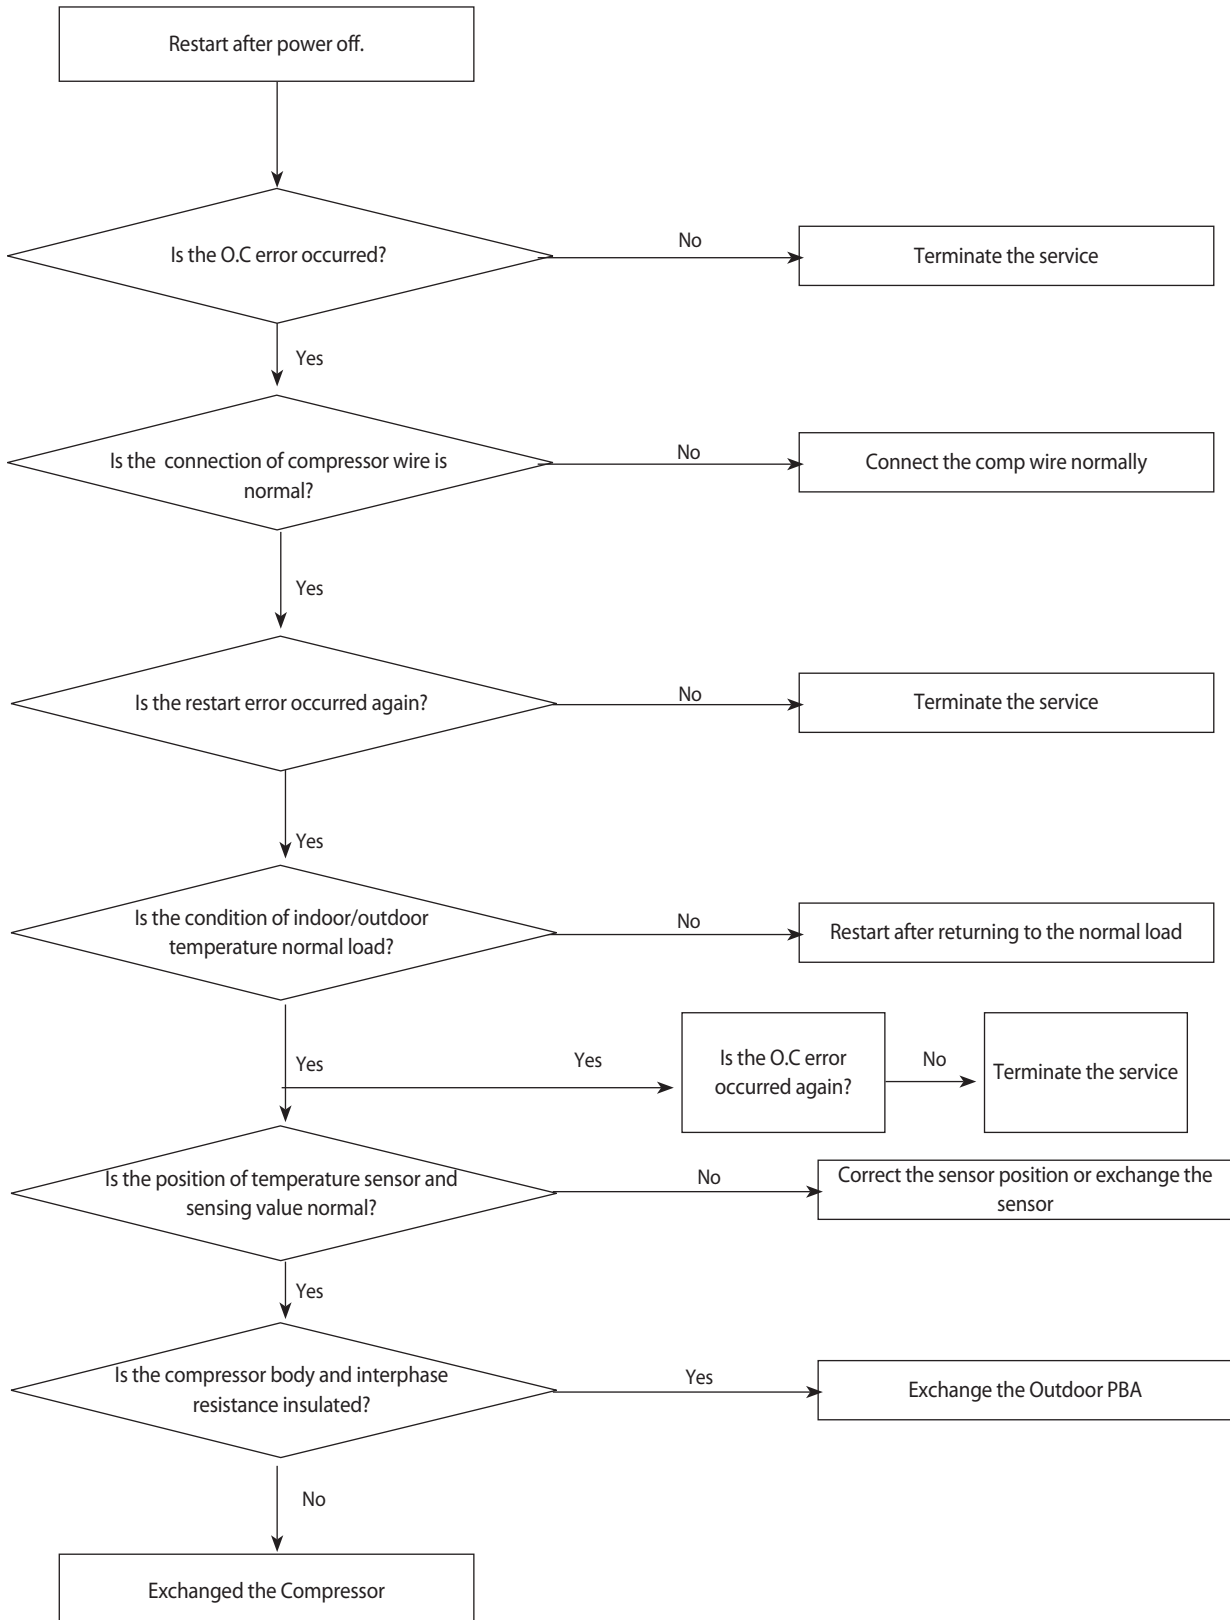 Restart after power off.
Is the O.C error occurred?
No
Terminate the service
Yes
Is the connection of compressor wire is
normal?
No
Connect the comp wire normally
Yes
Is the restart error occurred again?
No
Terminate the service
Yes
Is the condition of indoor/outdoor
temperature normal load?
No
Restart after returning to the normal load
Yes
Yes
Is the O.C error
occurred again?
No
Terminate the service
Is the position of temperature sensor and
sensing value normal?
No
Correct the sensor position or exchange the
sensor
Yes
Is the compressor body and interphase
resistance insulated?
Yes
Exchange the Outdoor PBA
No
Exchanged the Compressor